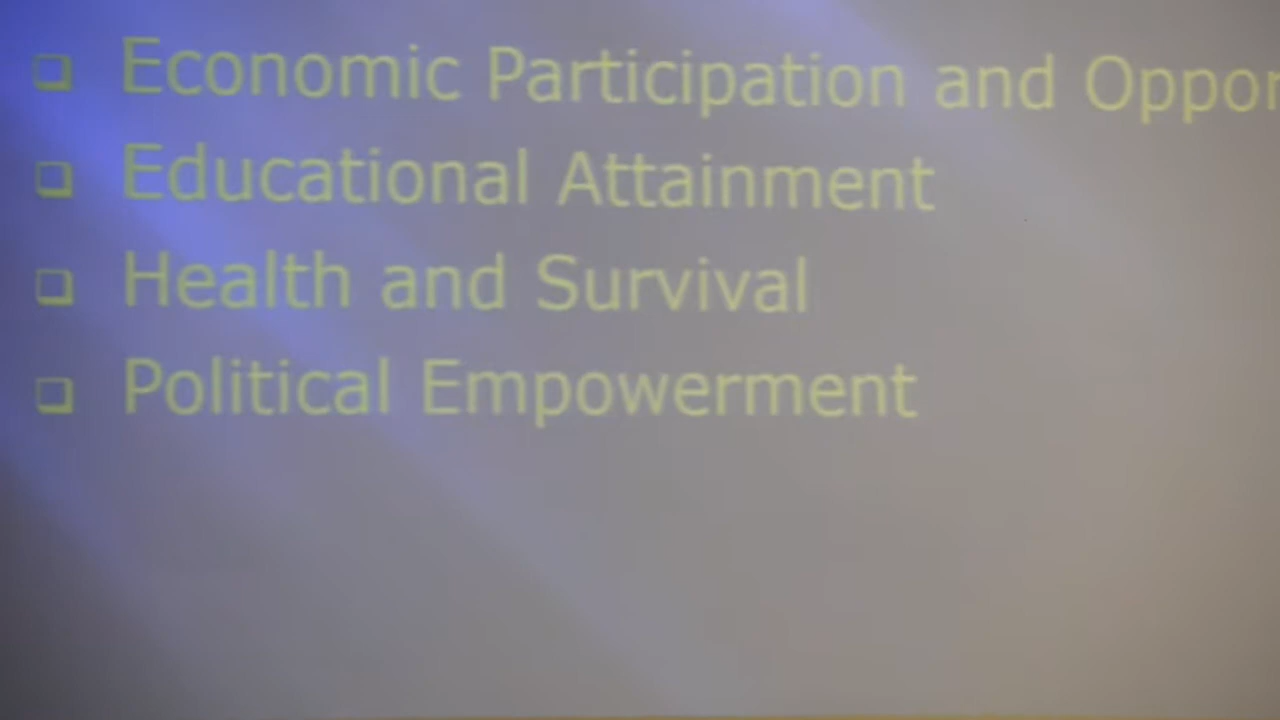 Economic Participation and Oppor
Educational Attainment
Health and Survival
Political Empowerment